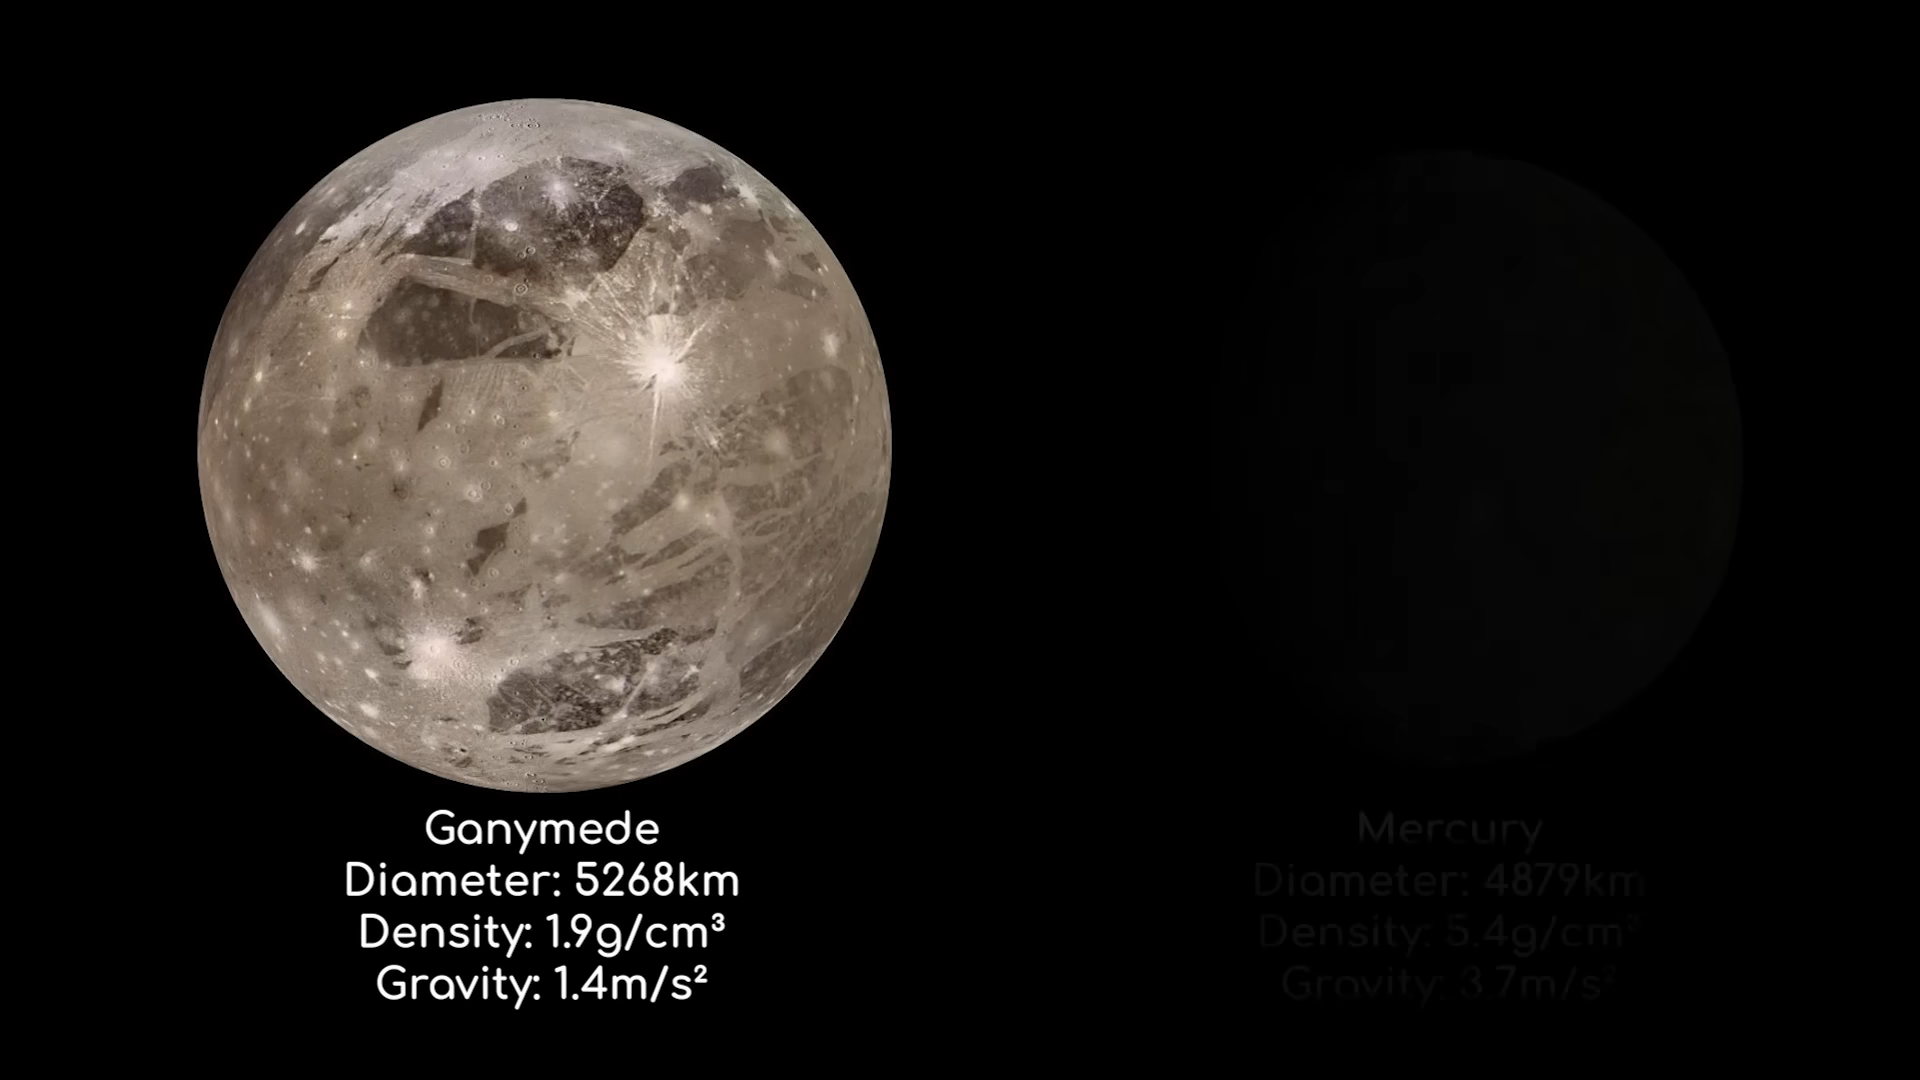 Ganymede
Diameter: 5268km
Density: 1.9g/cm³
Gravity: 1.4m/s²
Mercury
Diameter: 4879km
Density: 5.4g/cm³
Gravity: 3.7m/s²